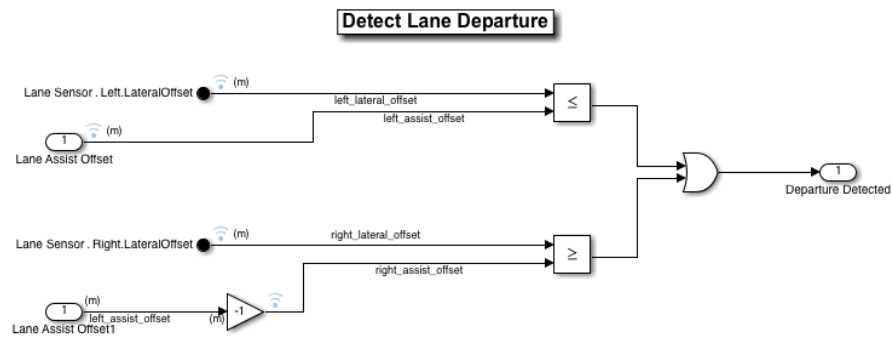 Detect Lane Departure
Lane Sensor . Left.LateralOffset
(m)
left_lateral_offset
left_assist_offset
≤
1
(m)
Lane Assist Offset
1
Departure Detected
Lane Sensor . Right.LateralOffset
(m)
right_lateral_offset
right_assist_offset
≥
1
(m)
left_assist_offset
(m)
-1
Lane Assist Offset1